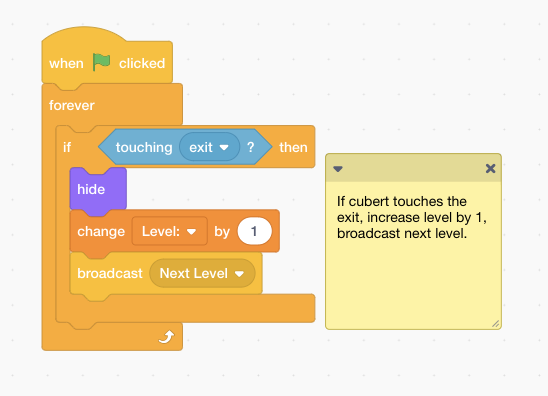 when clicked
forever
if touching exit ? then
hide
change Level: by 1
broadcast Next Level
If cubert touches the
exit, increase level by 1,
broadcast next level.